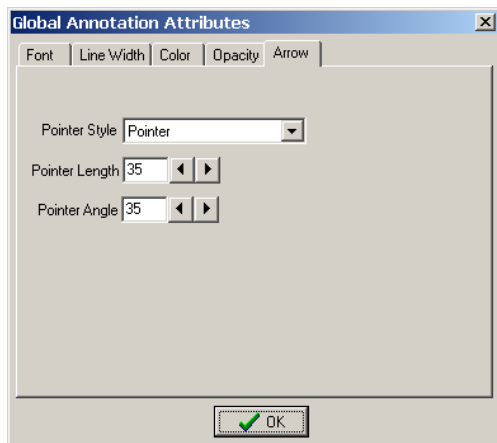 Global Annotation Attributes
Font Line Width Color Opacity Arrow
Pointer Style Pointer
Pointer Length 35
Pointer Angle 35
OK